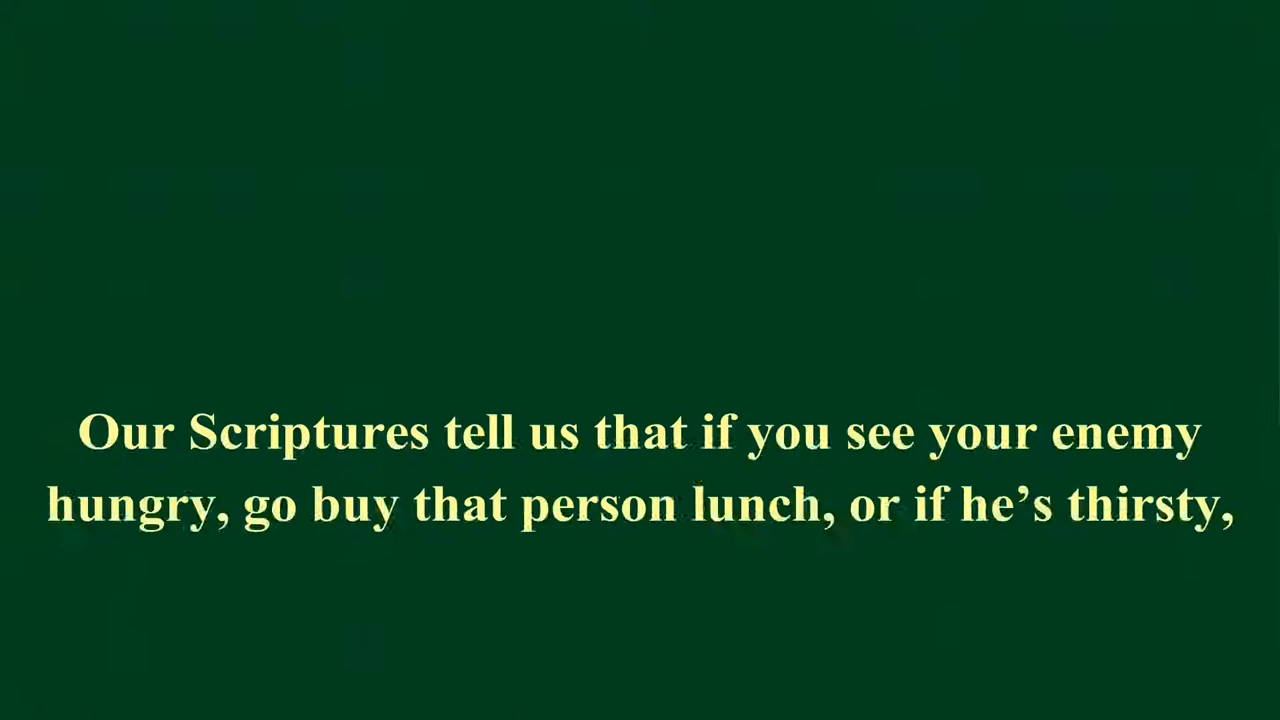 Our Scriptures tell us that if you see your enemy
hungry, go buy that person lunch, or if he’s thirsty,